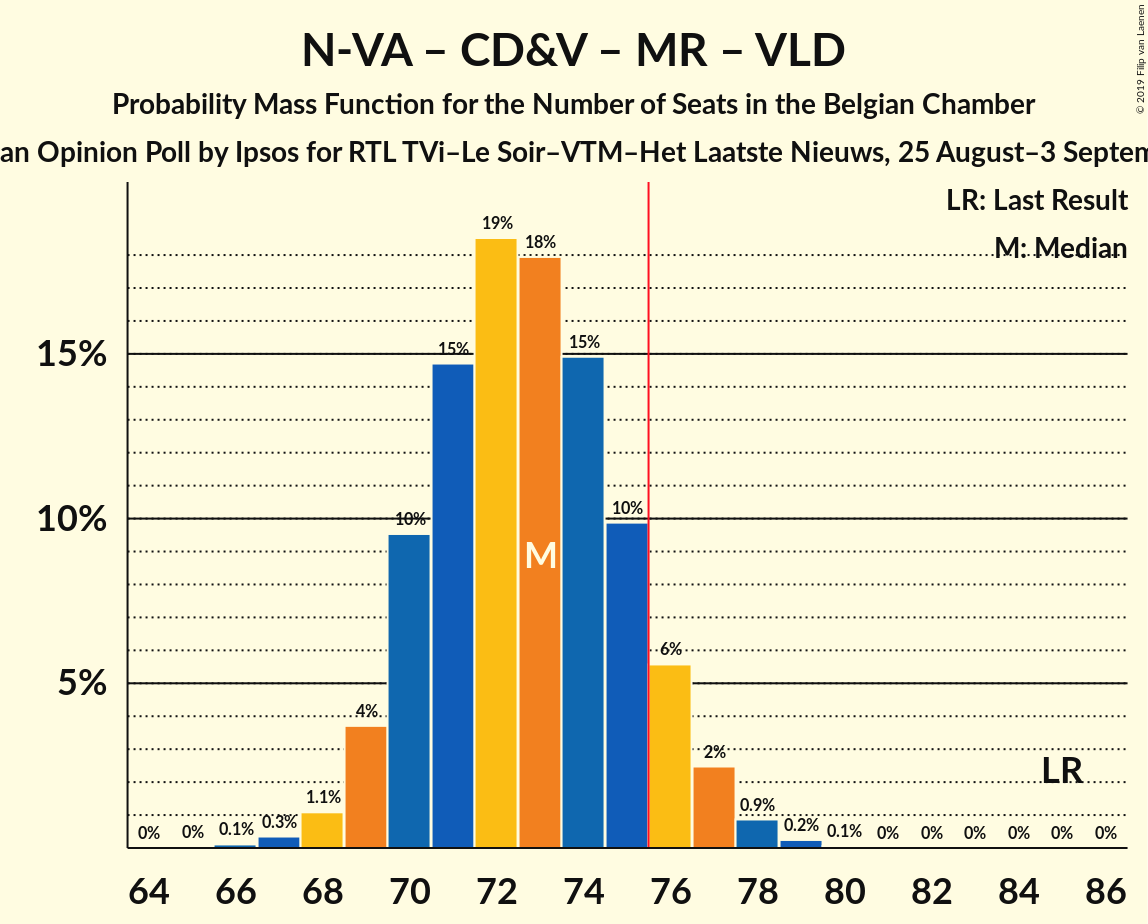 N-VA – CD&V – MR – VLD
Probability Mass Function for the Number of Seats in the Belgian Chamber
an Opinion Poll by Ipsos for RTL TVi–Le Soir–VTM–Het Laatste Nieuws, 25 August–3 Septem
© 2019 Filip van Laenen
LR: Last Result
M: Median
15%
10%
5%
0% 0% 0.1% 0.3% 1.1% 4% 10% 15% 19% 18% 15% 10% 6% 2% 0.9% 0.2% 0.1% 0% 0% 0% 0% 0% 0%
M
LR
64 66 68 70 72 74 76 78 80 82 84 86